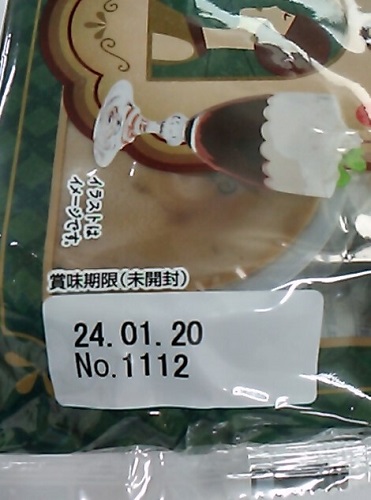 イラストは
イメージです。
賞味期限(未開封)
24.01.20
No.1112